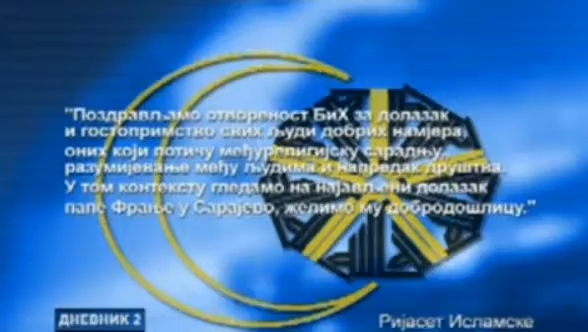 "Поздрављамо отвореност БиХ за долазак
и гостопримство свих људи добрих намјера,
оних који потичу међурелигијску сарадњу,
разумијевање међу људима и напредак друштва.
У том контексту гледамо на најављени долазак
папе Фрање у Сарајево, желимо му добродошлицу."
ДНЕВНИК 2
Ријасет Исламске